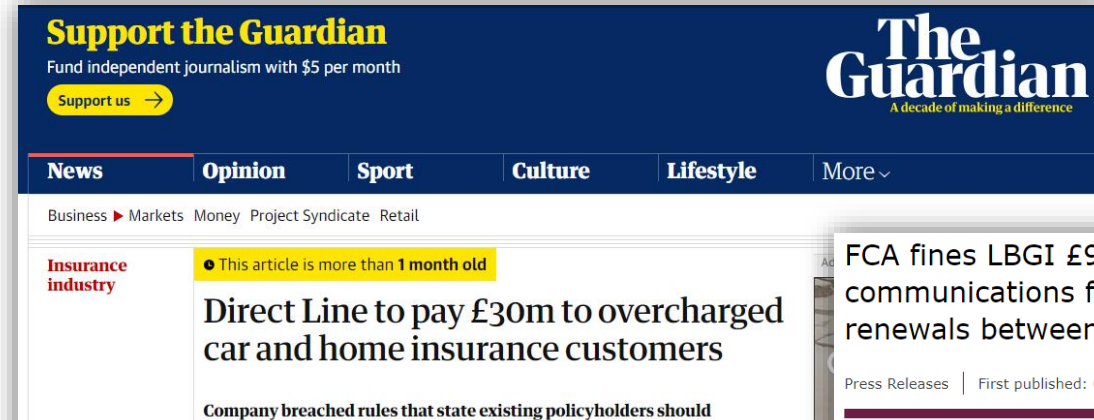 Support the Guardian
Fund independent journalism with $5 per month
Support us →
The
Guardian
A decade of making a difference
News Opinion Sport Culture Lifestyle More
Business Markets Money Project Syndicate Retail
Insurance
industry
This article is more than 1 month old
Direct Line to pay £30m to overcharged
car and home insurance customers
Company breached rules that state existing policyholders should
FCA fines LBGI £9
communications f
renewals between
Press Releases | First published: